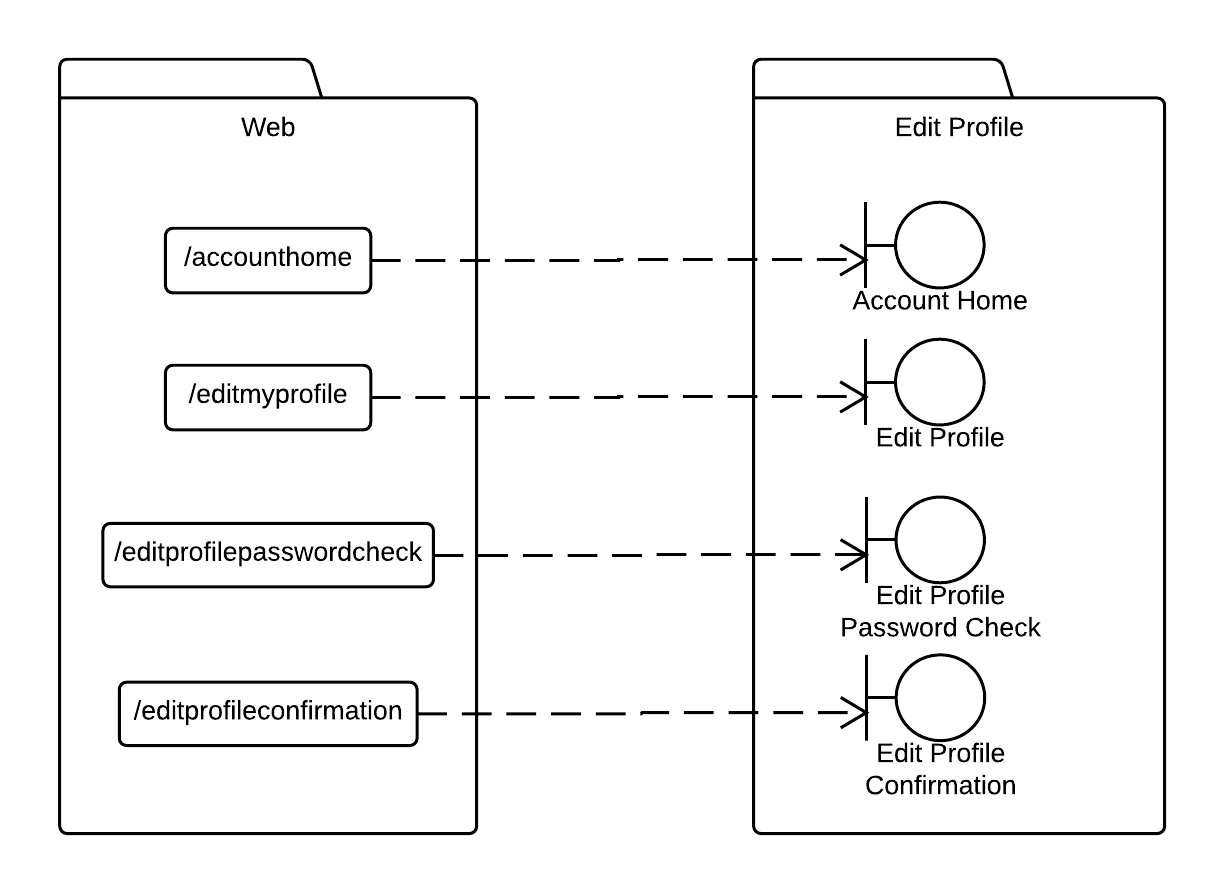 Web
/accounthome
/editmyprofile
/editprofilepasswordcheck
/editprofileconfirmation
Edit Profile
Account Home
Edit Profile
Edit Profile
Password Check
Edit Profile
Confirmation